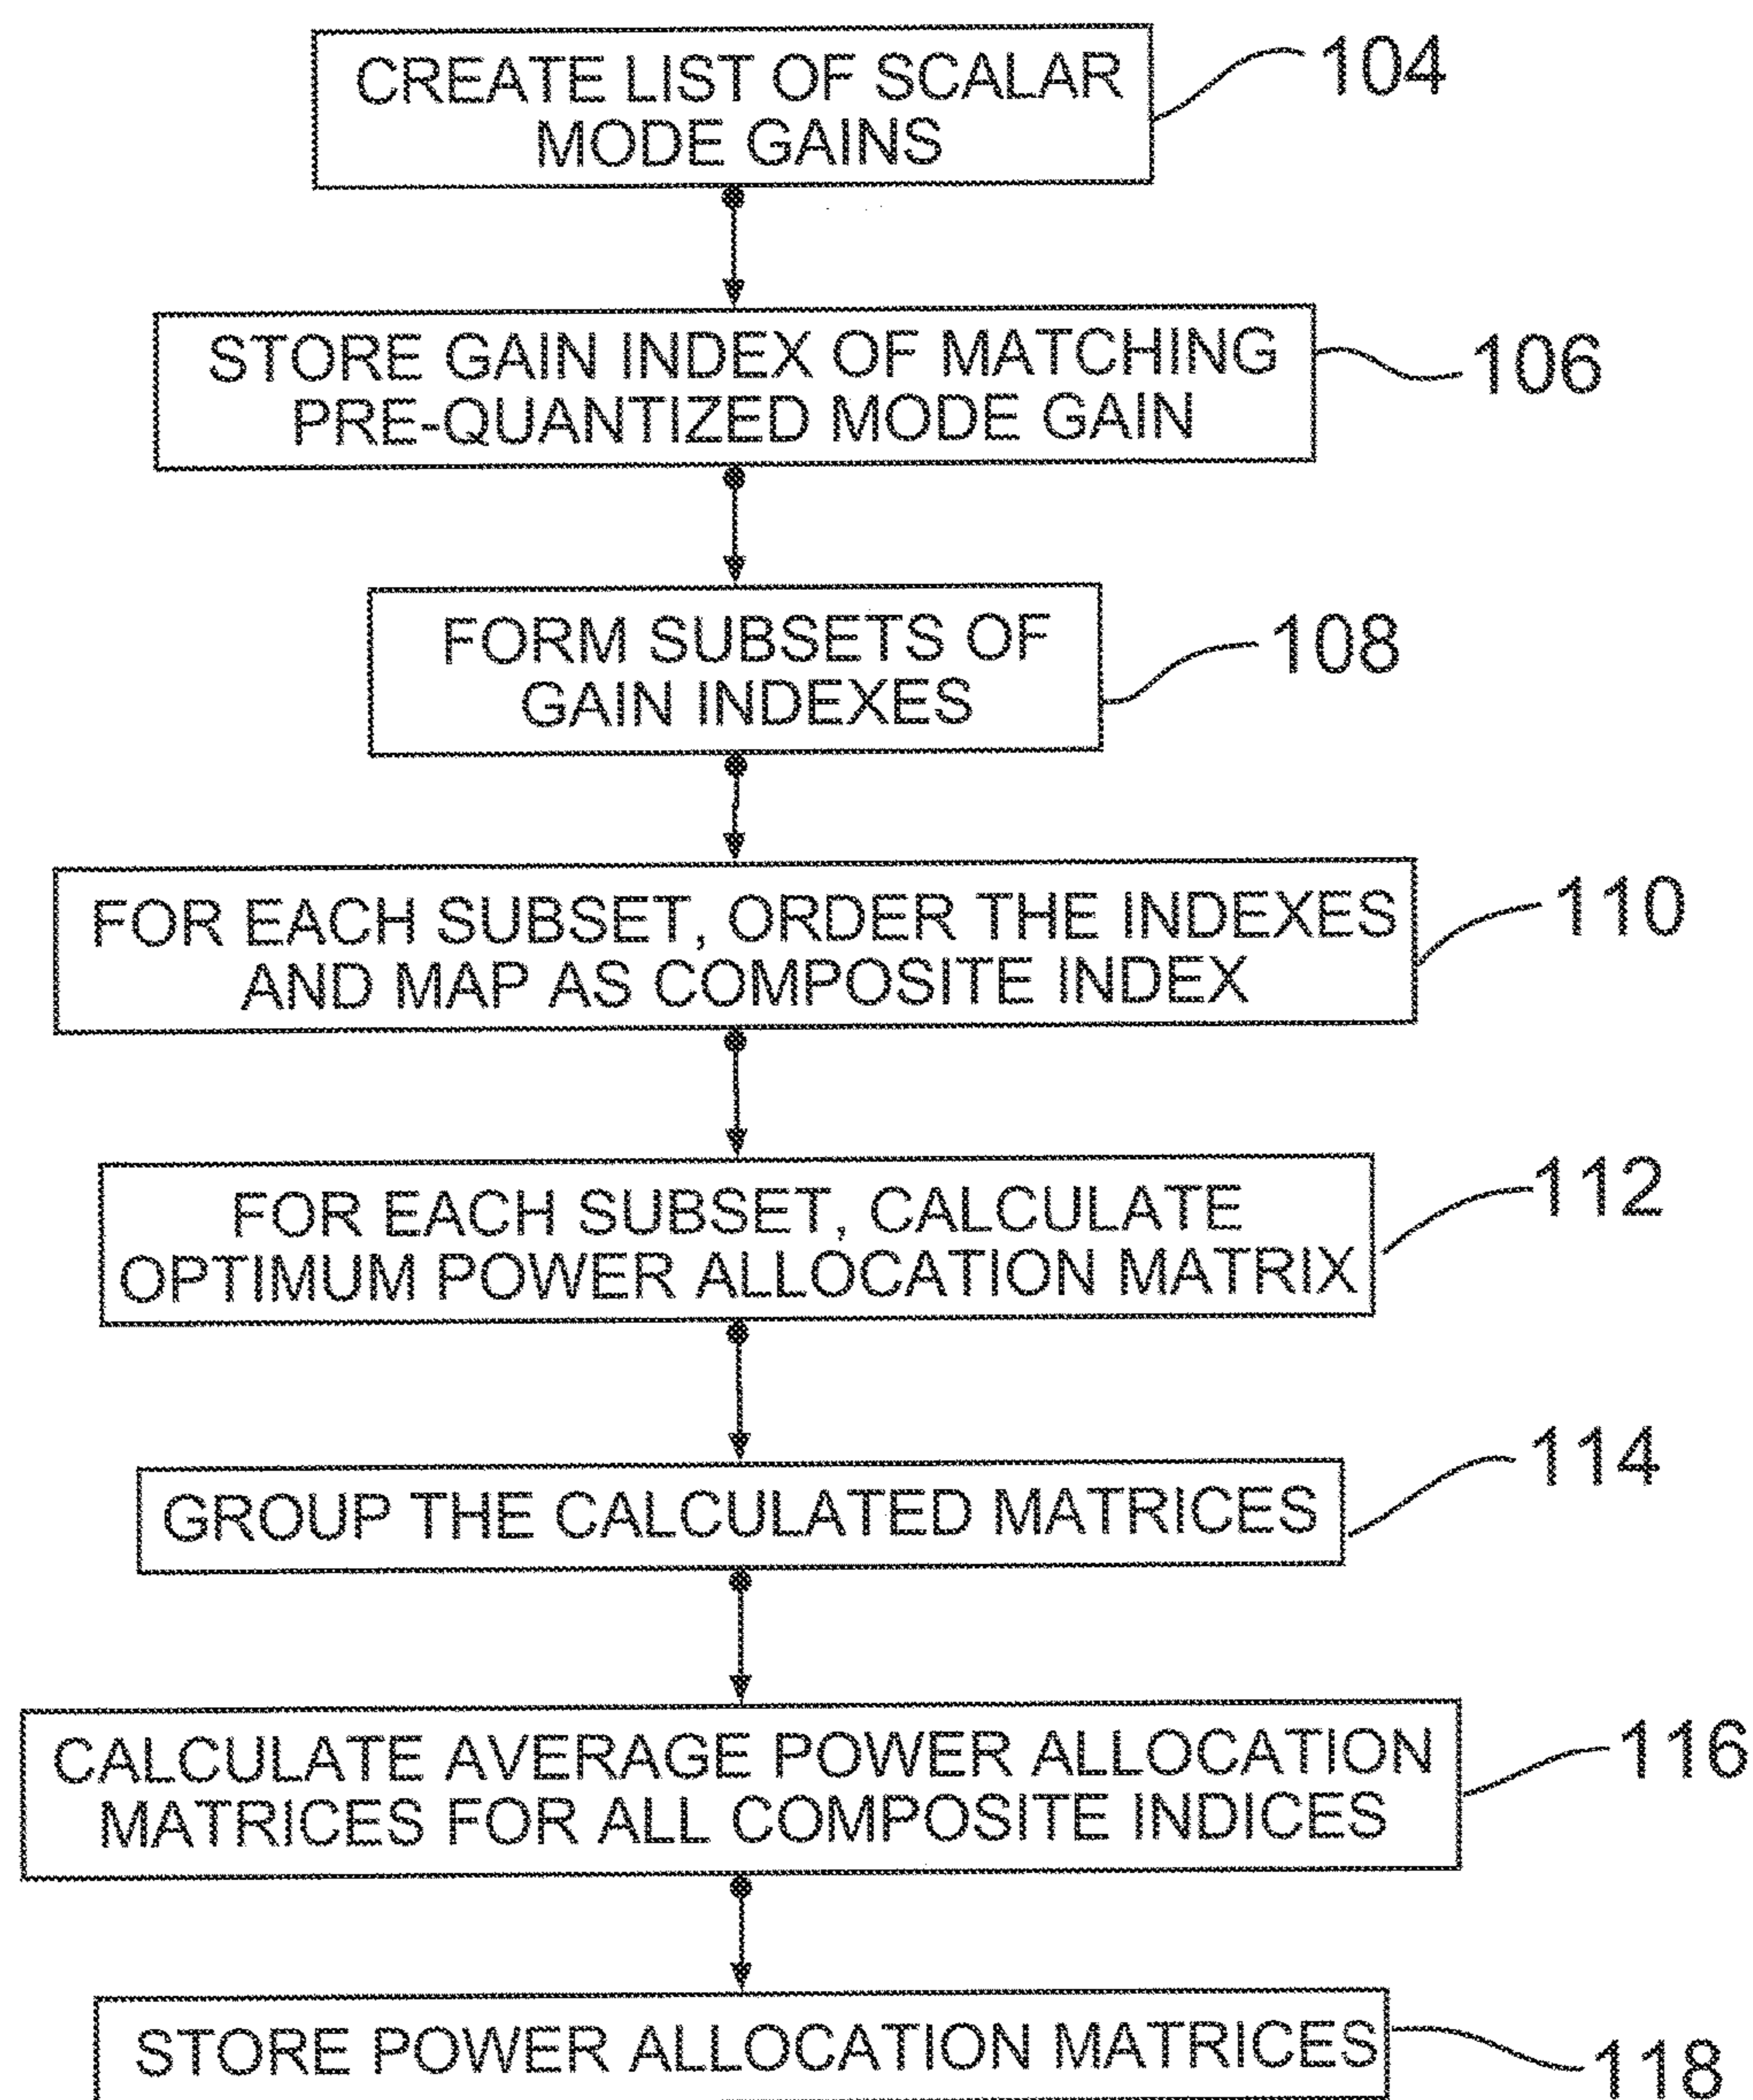 CREATE LIST OF SCALAR
MODE GAINS
104
STORE GAIN INDEX OF MATCHING
PRE-QUANTIZED MODE GAIN
106
FORM SUBSETS OF
GAIN INDEXES
108
FOR EACH SUBSET, ORDER THE INDEXES
AND MAP AS COMPOSITE INDEX
110
FOR EACH SUBSET, CALCULATE
OPTIMUM POWER ALLOCATION MATRIX
112
GROUP THE CALCULATED MATRICES
114
CALCULATE AVERAGE POWER ALLOCATION
MATRICES FOR ALL COMPOSITE INDICES
116
STORE POWER ALLOCATION MATRICES
118